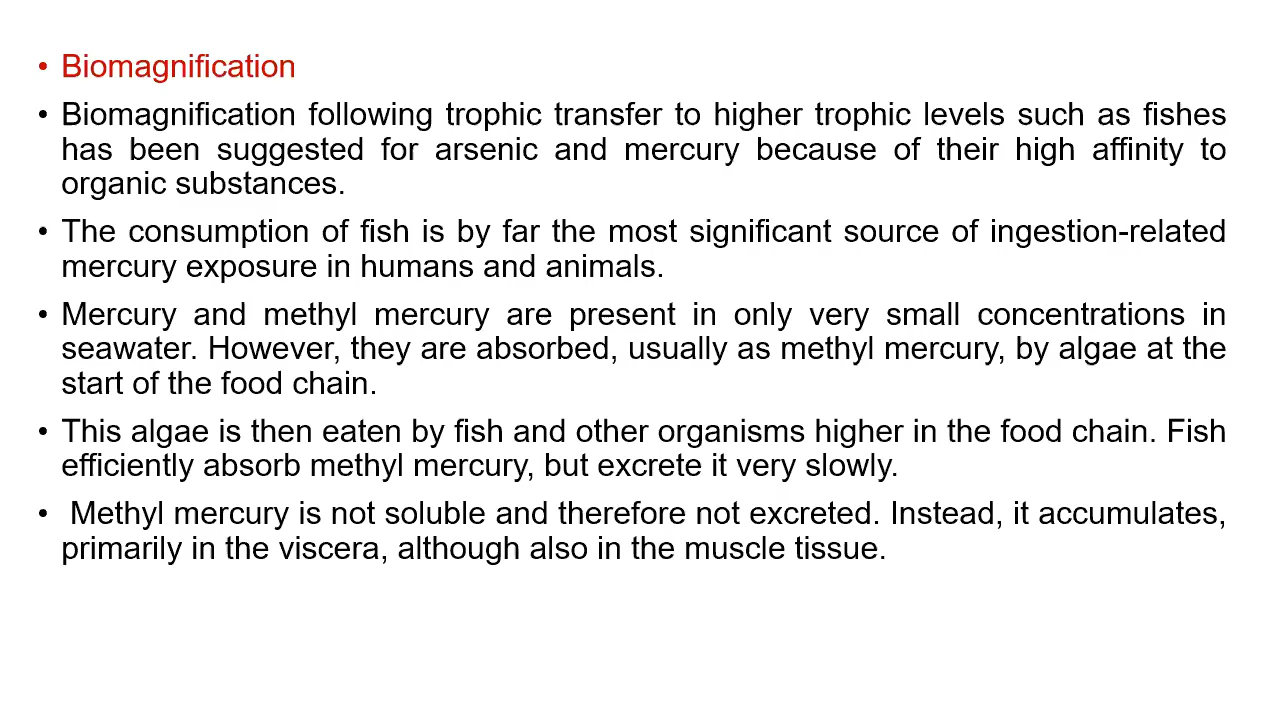 • Biomagnification
• Biomagnification following trophic transfer to higher trophic levels such as fishes
has been suggested for arsenic and mercury because of their high affinity to
organic substances.
• The consumption of fish is by far the most significant source of ingestion-related
mercury exposure in humans and animals.
• Mercury and methyl mercury are present in only very small concentrations in
seawater. However, they are absorbed, usually as methyl mercury, by algae at the
start of the food chain.
• This algae is then eaten by fish and other organisms higher in the food chain. Fish
efficiently absorb methyl mercury, but excrete it very slowly.
• Methyl mercury is not soluble and therefore not excreted. Instead, it accumulates,
primarily in the viscera, although also in the muscle tissue.